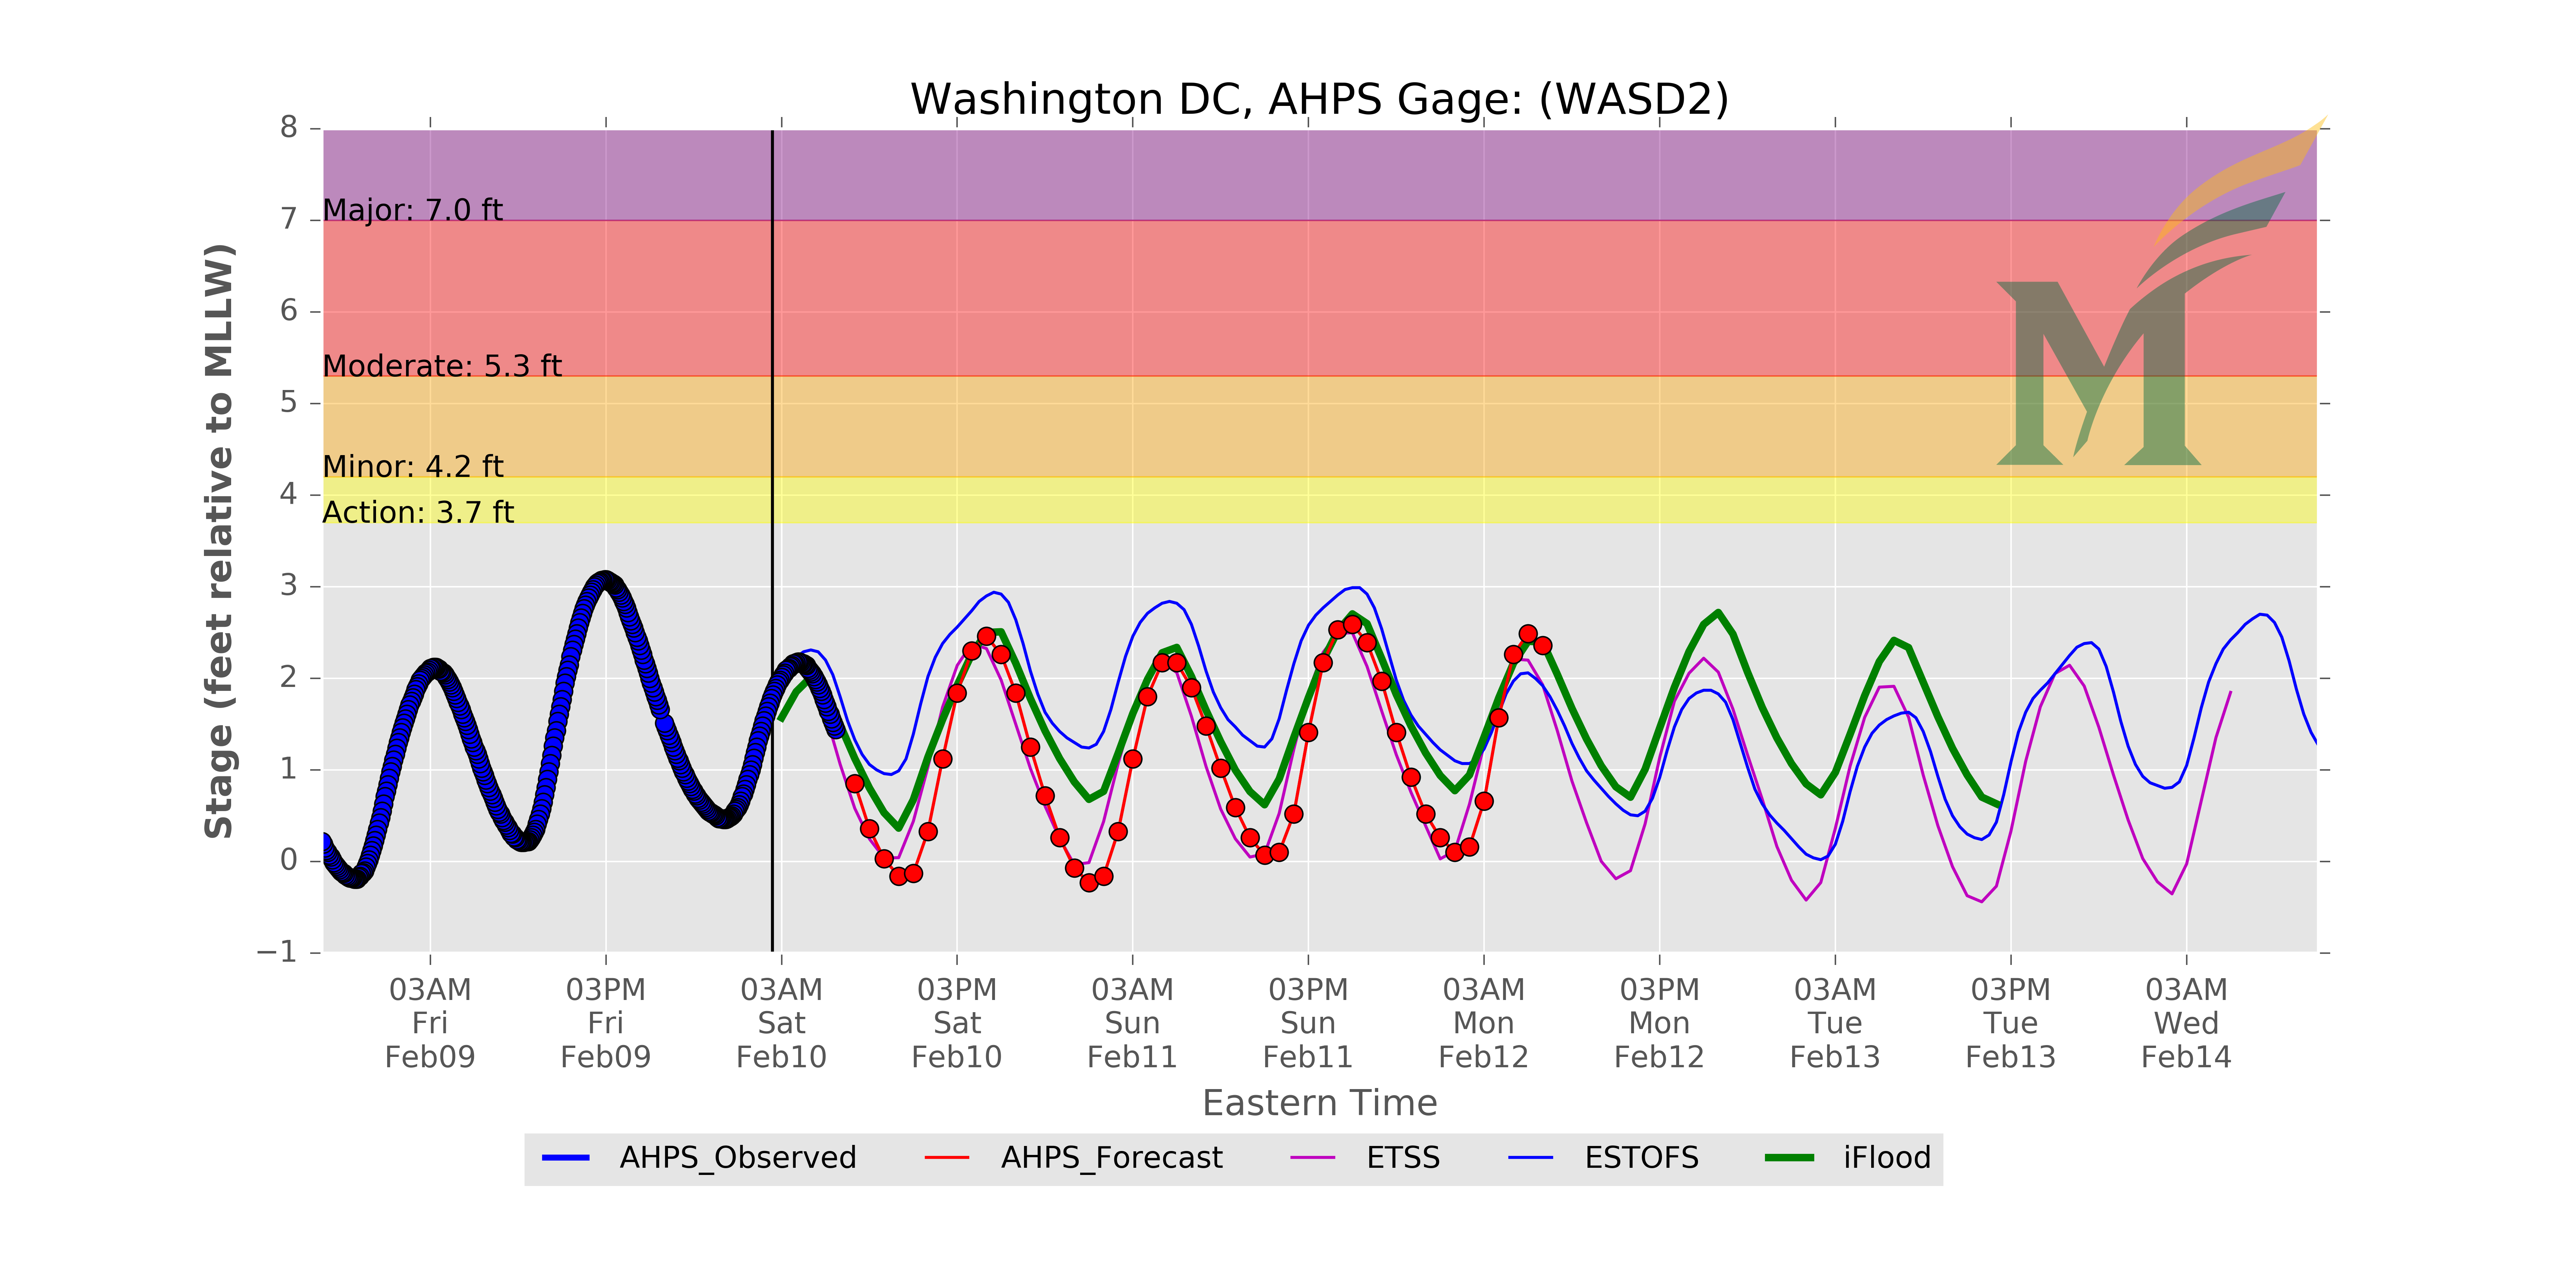 Washington DC, AHPS Gage: (WASD2)
8
7
6
5
4
3
2
1
0
−1
Stage (feet relative to MLLW)
Major: 7.0 ft
Moderate: 5.3 ft
Minor: 4.2 ft
Action: 3.7 ft
M
03AM
Fri
Feb09
03PM
Fri
Feb09
03AM
Sat
Feb10
03PM
Sat
Feb10
03AM
Sun
Feb11
03PM
Sun
Feb11
03AM
Mon
Feb12
03PM
Mon
Feb12
03AM
Tue
Feb13
03PM
Tue
Feb13
03AM
Wed
Feb14
Eastern Time
AHPS_Observed
AHPS_Forecast
ETSS
ESTOFS
iFlood